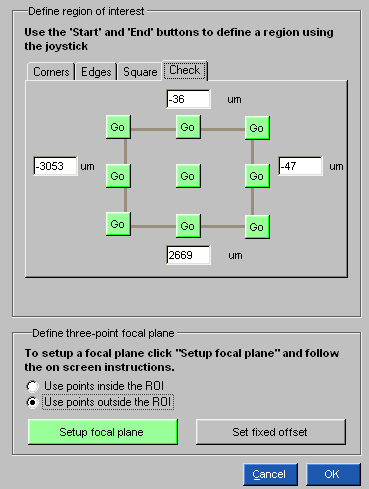 Define region of interest
Use the 'Start' and 'End' buttons to define a region using
the joystick
Corners Edges Square Check
-36 um
Go Go Go
-3053 um Go Go Go -47 um
Go Go Go
2669 um
Define three-point focal plane
To setup a focal plane click "Setup focal plane" and follow
the on screen instructions.
Use points inside the ROI
Use points outside the ROI
Setup focal plane Set fixed offset
Cancel OK